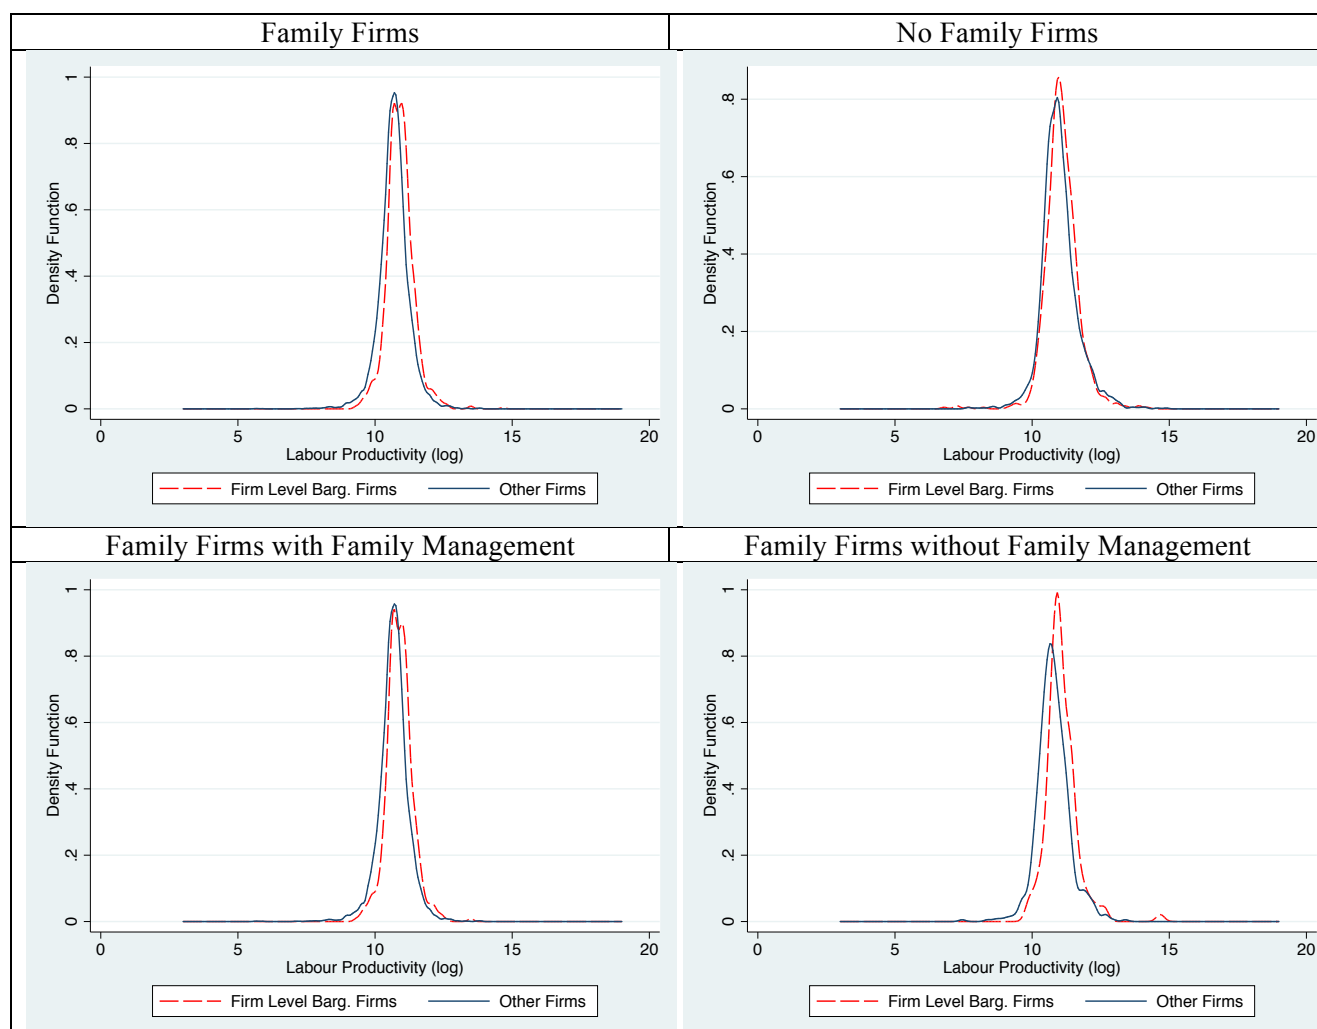 Family Firms
No Family Firms
Density Function
0
.2
.4
.6
.8
1
0
5
10
15
20
Labour Productivity (log)
Firm Level Barg. Firms
Other Firms
Density Function
0
.2
.4
.6
.8
0
5
10
15
20
Labour Productivity (log)
Firm Level Barg. Firms
Other Firms
Family Firms with Family Management
Family Firms without Family Management
Density Function
0
.2
.4
.6
.8
1
0
5
10
15
20
Labour Productivity (log)
Firm Level Barg. Firms
Other Firms
Density Function
0
.2
.4
.6
.8
1
0
5
10
15
20
Labour Productivity (log)
Firm Level Barg. Firms
Other Firms